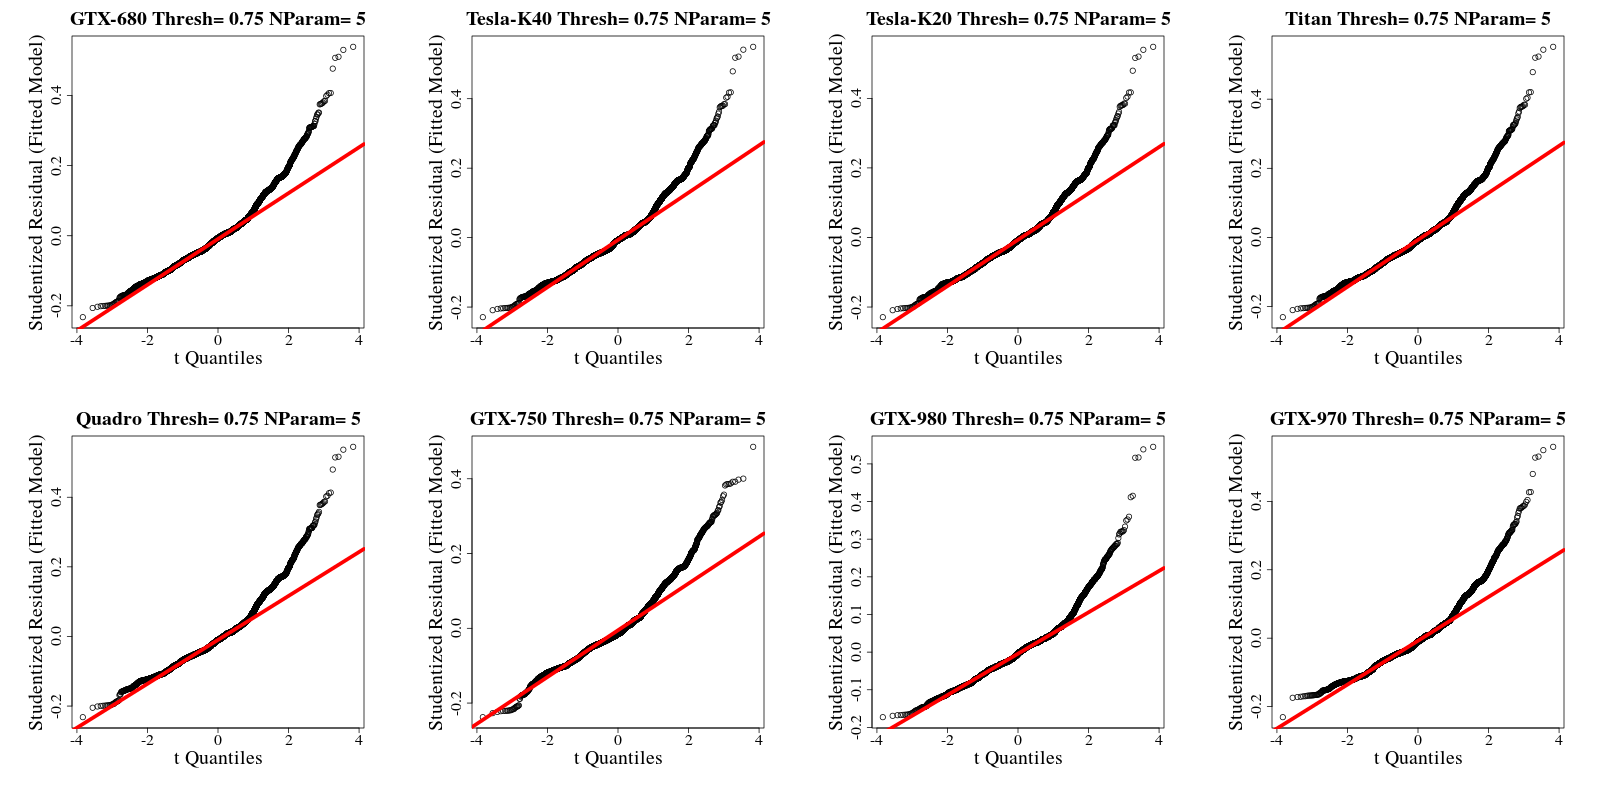 GTX-680 Thresh= 0.75 NParam= 5
Studentized Residual (Fitted Model)
-0.2 0.0 0.2 0.4
-4 -2 0 2 4
t Quantiles
Tesla-K40 Thresh= 0.75 NParam= 5
Studentized Residual (Fitted Model)
-0.2 0.0 0.2 0.4
-4 -2 0 2 4
t Quantiles
Tesla-K20 Thresh= 0.75 NParam= 5
Studentized Residual (Fitted Model)
-0.2 0.0 0.2 0.4
-4 -2 0 2 4
t Quantiles
Titan Thresh= 0.75 NParam= 5
Studentized Residual (Fitted Model)
-0.2 0.0 0.2 0.4
-4 -2 0 2 4
t Quantiles
Quadro Thresh= 0.75 NParam= 5
Studentized Residual (Fitted Model)
-0.2 0.0 0.2 0.4
-4 -2 0 2 4
t Quantiles
GTX-750 Thresh= 0.75 NParam= 5
Studentized Residual (Fitted Model)
-0.2 0.0 0.2 0.4
-4 -2 0 2 4
t Quantiles
GTX-980 Thresh= 0.75 NParam= 5
Studentized Residual (Fitted Model)
-0.2 -0.1 0.0 0.1 0.2 0.3 0.4 0.5
-4 -2 0 2 4
t Quantiles
GTX-970 Thresh= 0.75 NParam= 5
Studentized Residual (Fitted Model)
-0.2 0.0 0.2 0.4
-4 -2 0 2 4
t Quantiles